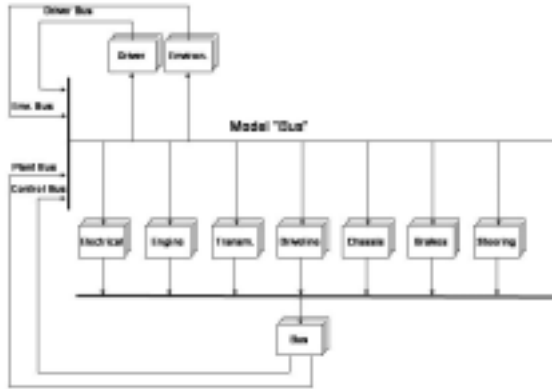 Driver Bus
Driver
Environ.
Env. Bus
Model "Bus"
Plant Bus
Control Bus
Electrical
Engine
Transm.
Driveline
Chassis
Brakes
Steering
Bus